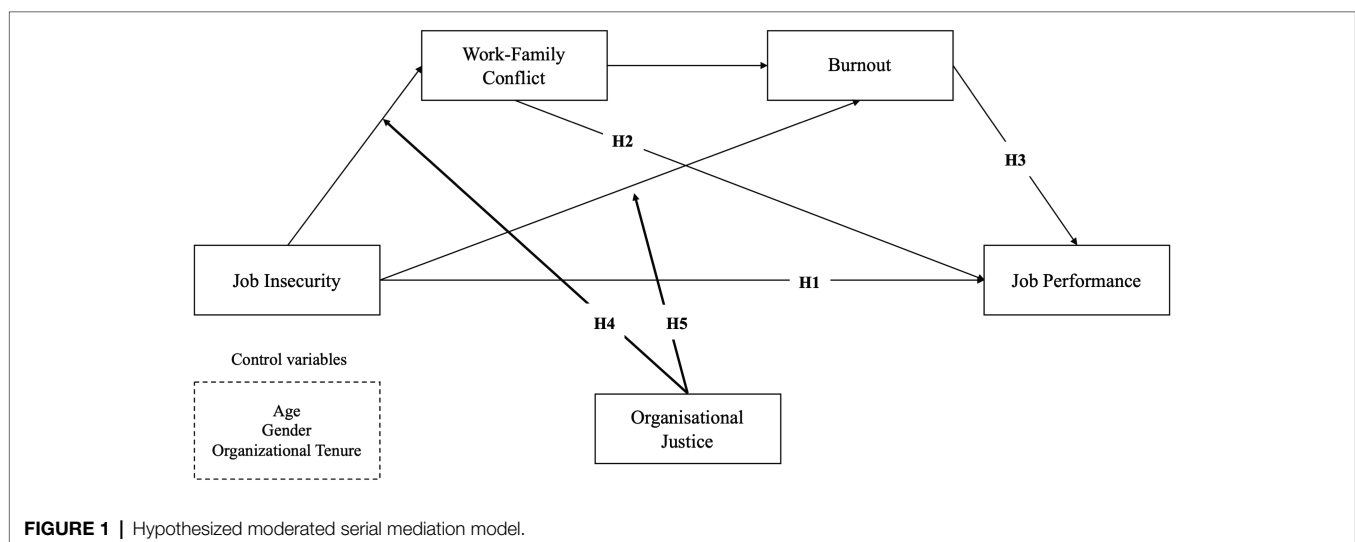 Work-Family
Conflict
Burnout
H2
H3
Job Insecurity
H1
Job Performance
H4
H5
Control variables
Age
Gender
Organizational Tenure
Organisational
Justice
FIGURE 1 | Hypothesized moderated serial mediation model.